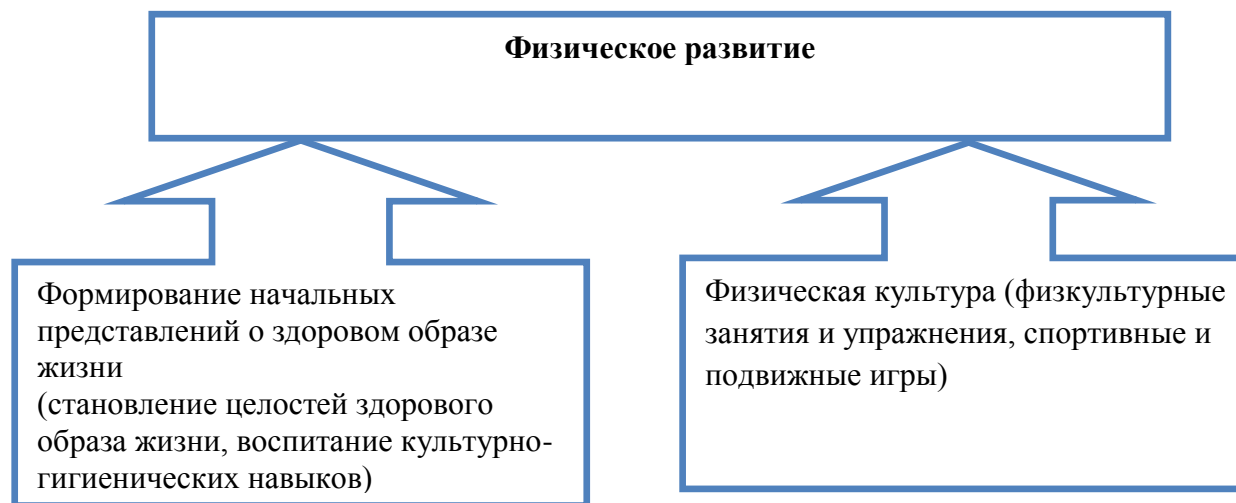 Физическое развитие
Формирование начальных
представлений о здоровом образе
жизни
(становление целостей здорового
образа жизни, воспитание культурно-
гигиенических навыков)
Физическая культура (физкультурные
занятия и упражнения, спортивные и
подвижные игры)